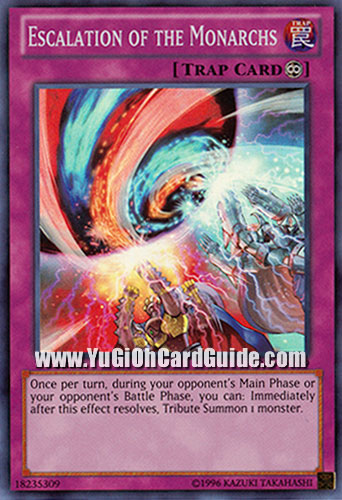 ESCALATION OF THE MONARCHS
TRAP
罠
[TRAP CARD]
www.YuGiOhCardGuide.com
Once per turn, during your opponent's Main Phase or
your opponent's Battle Phase, you can: Immediately
after this effect resolves, Tribute Summon 1 monster.
18235309
©1996 KAZUKI TAKAHASHI